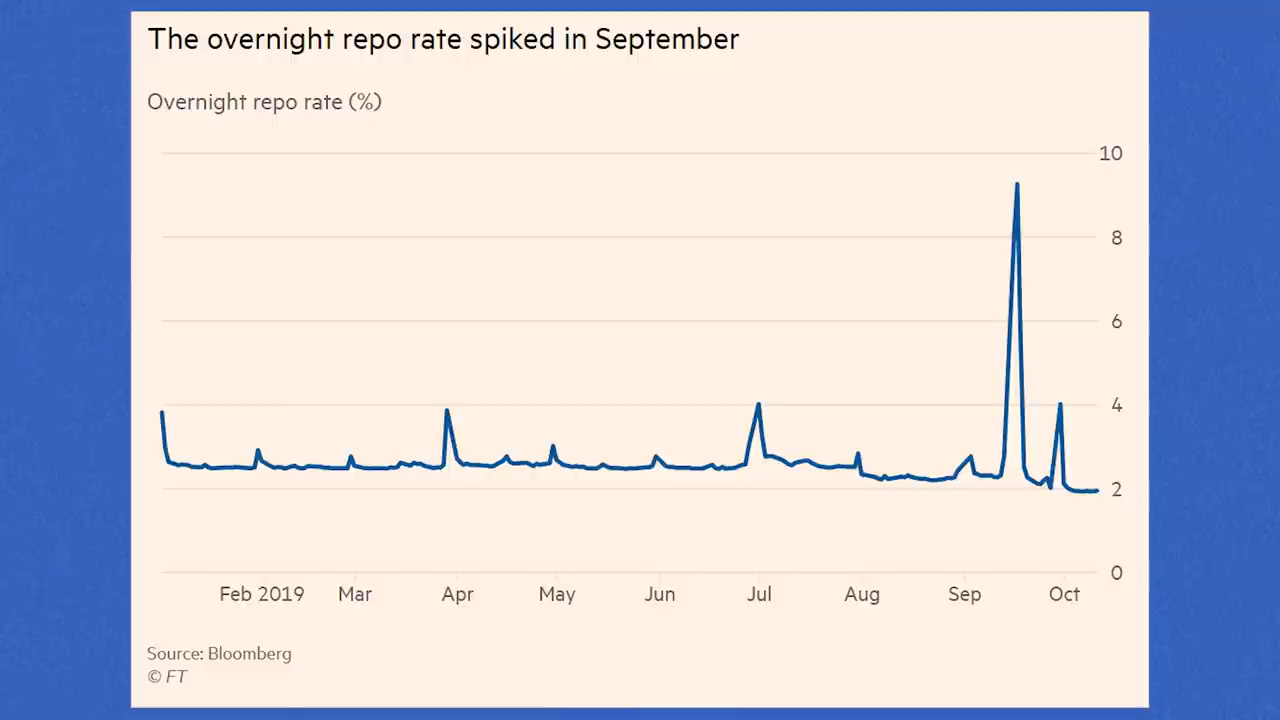 The overnight repo rate spiked in September
Overnight repo rate (%)
10
8
6
4
2
0
Feb 2019 Mar Apr May Jun Jul Aug Sep Oct
Source: Bloomberg
© FT